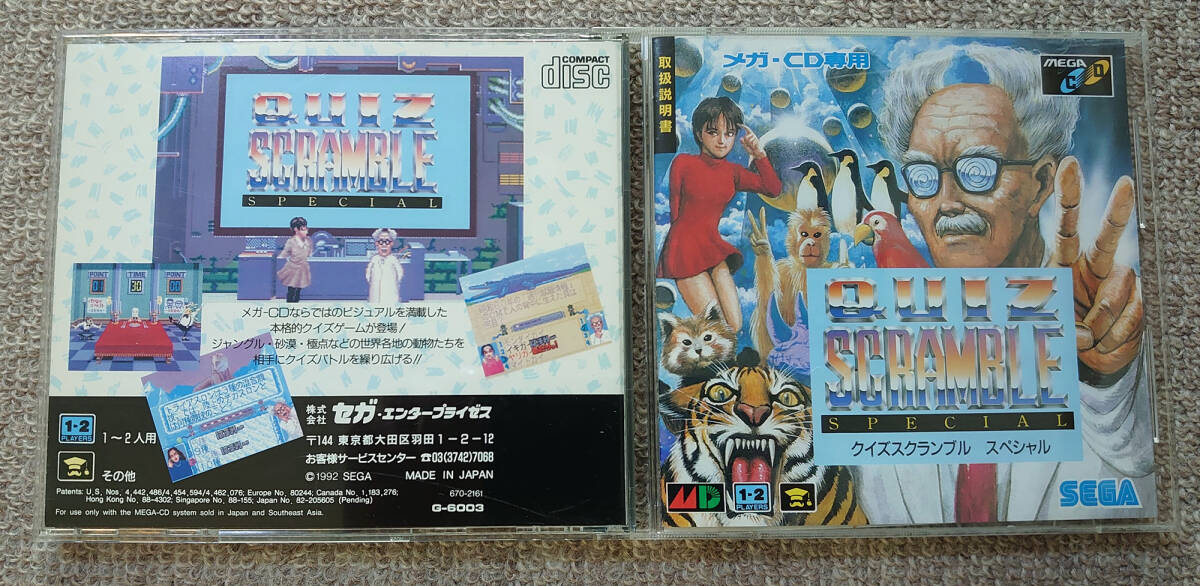 COMPACT
disc
QUIZ
SCRAMBLE
SPECIAL
POINT TIME POINT
30
メガ-CDならではのビジュアルを満載した
本格的クイズゲームが登場!
ジャングル・砂漠・極点などの世界各地の動物たちを
相手にクイズバトルを繰り広げる!!
1-2
PLAYERS
1〜2人用
その他
株式会社 セガ・エンタープライゼス
〒144 東京都大田区羽田1-2-12
お客様サービスセンター ☎03(3742)7068
©1992 SEGA MADE IN JAPAN
670-2161
Patents: U.S. Nos. 4,442,486/4,454,594/4,462,076; Europe No. 80244; Canada No. 1,183,276;
Hong Kong No. 88-4302; Singapore No. 88-155; Japan No. 82-205605 (Pending)
G-6003
For use only with the MEGA-CD system sold in Japan and Southeast Asia.
取扱説明書
メガ-CD専用
MEGA
CD
QUIZ
SCRAMBLE
SPECIAL
クイズスクランブル スペシャル
MD
1-2
PLAYERS
SEGA